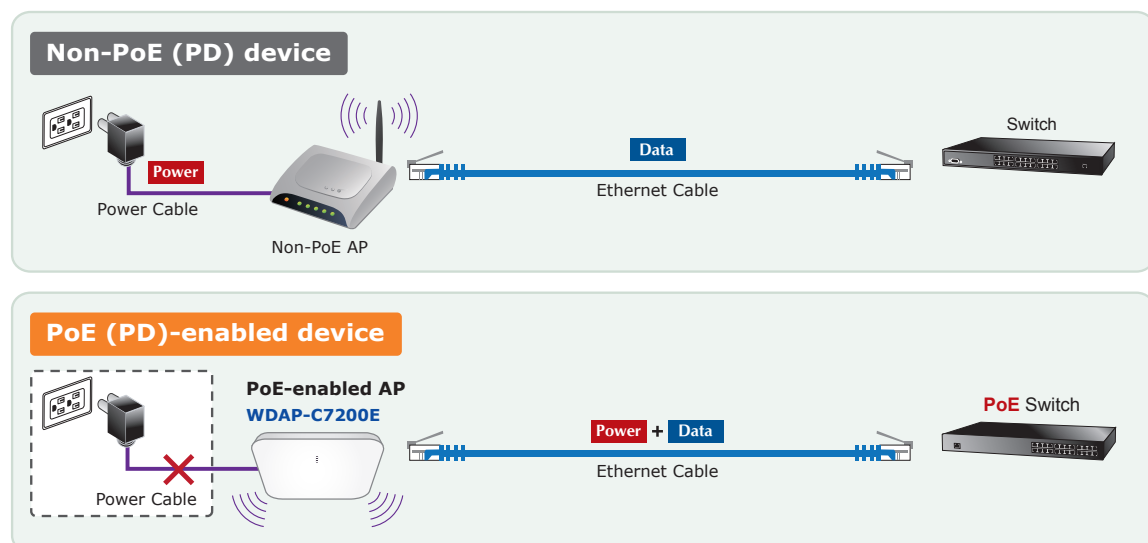 Non-PoE (PD) device
Switch
Data
Power
Ethernet Cable
Power Cable
Non-PoE AP
PoE (PD)-enabled device
PoE-enabled AP
WDAP-C7200E
PoE Switch
Power + Data
Ethernet Cable
Power Cable